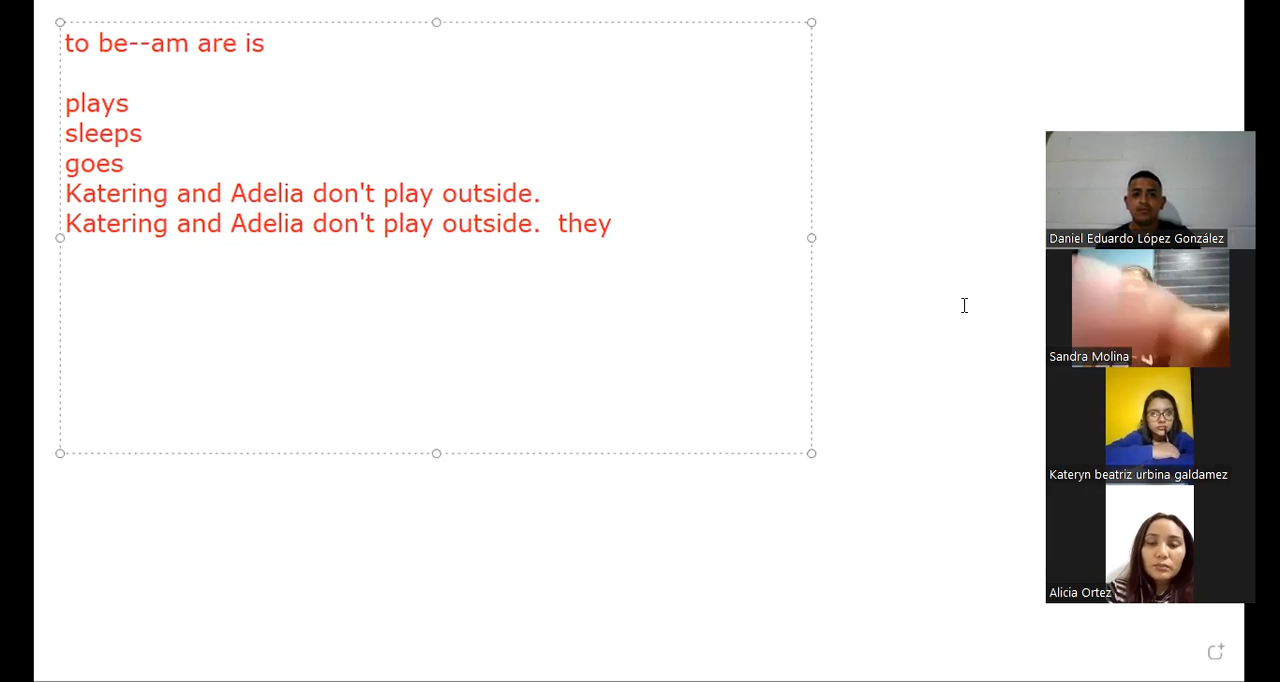 to be--am are is
plays
sleeps
goes
Katering and Adelia don't play outside.
Katering and Adelia don't play outside.  they
Daniel Eduardo López González
Sandra Molina
Kateryn beatriz urbina galdamez
Alicia Ortez